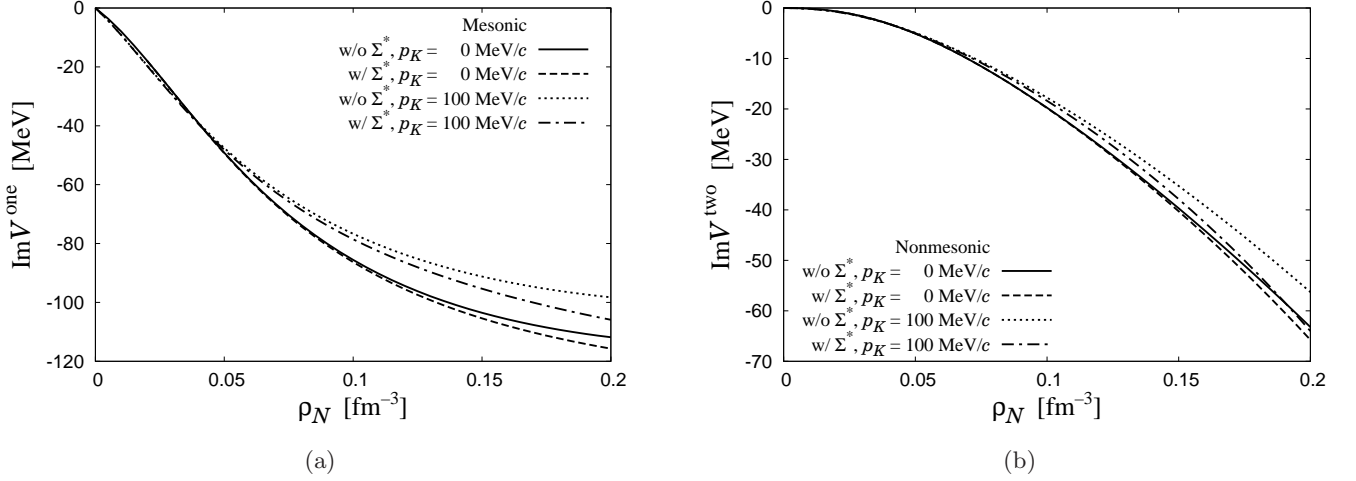 0
-20
-40
-60
-80
-100
-120
0 0.05 0.1 0.15 0.2
ImV^one [MeV]
ρ_N [fm^−3]
Mesonic
w/o Σ*, p_K = 0 MeV/c
w/ Σ*, p_K = 0 MeV/c
w/o Σ*, p_K = 100 MeV/c
w/ Σ*, p_K = 100 MeV/c
(a)
0
-10
-20
-30
-40
-50
-60
-70
0 0.05 0.1 0.15 0.2
ImV^two [MeV]
ρ_N [fm^−3]
Nonmesonic
w/o Σ*, p_K = 0 MeV/c
w/ Σ*, p_K = 0 MeV/c
w/o Σ*, p_K = 100 MeV/c
w/ Σ*, p_K = 100 MeV/c
(b)